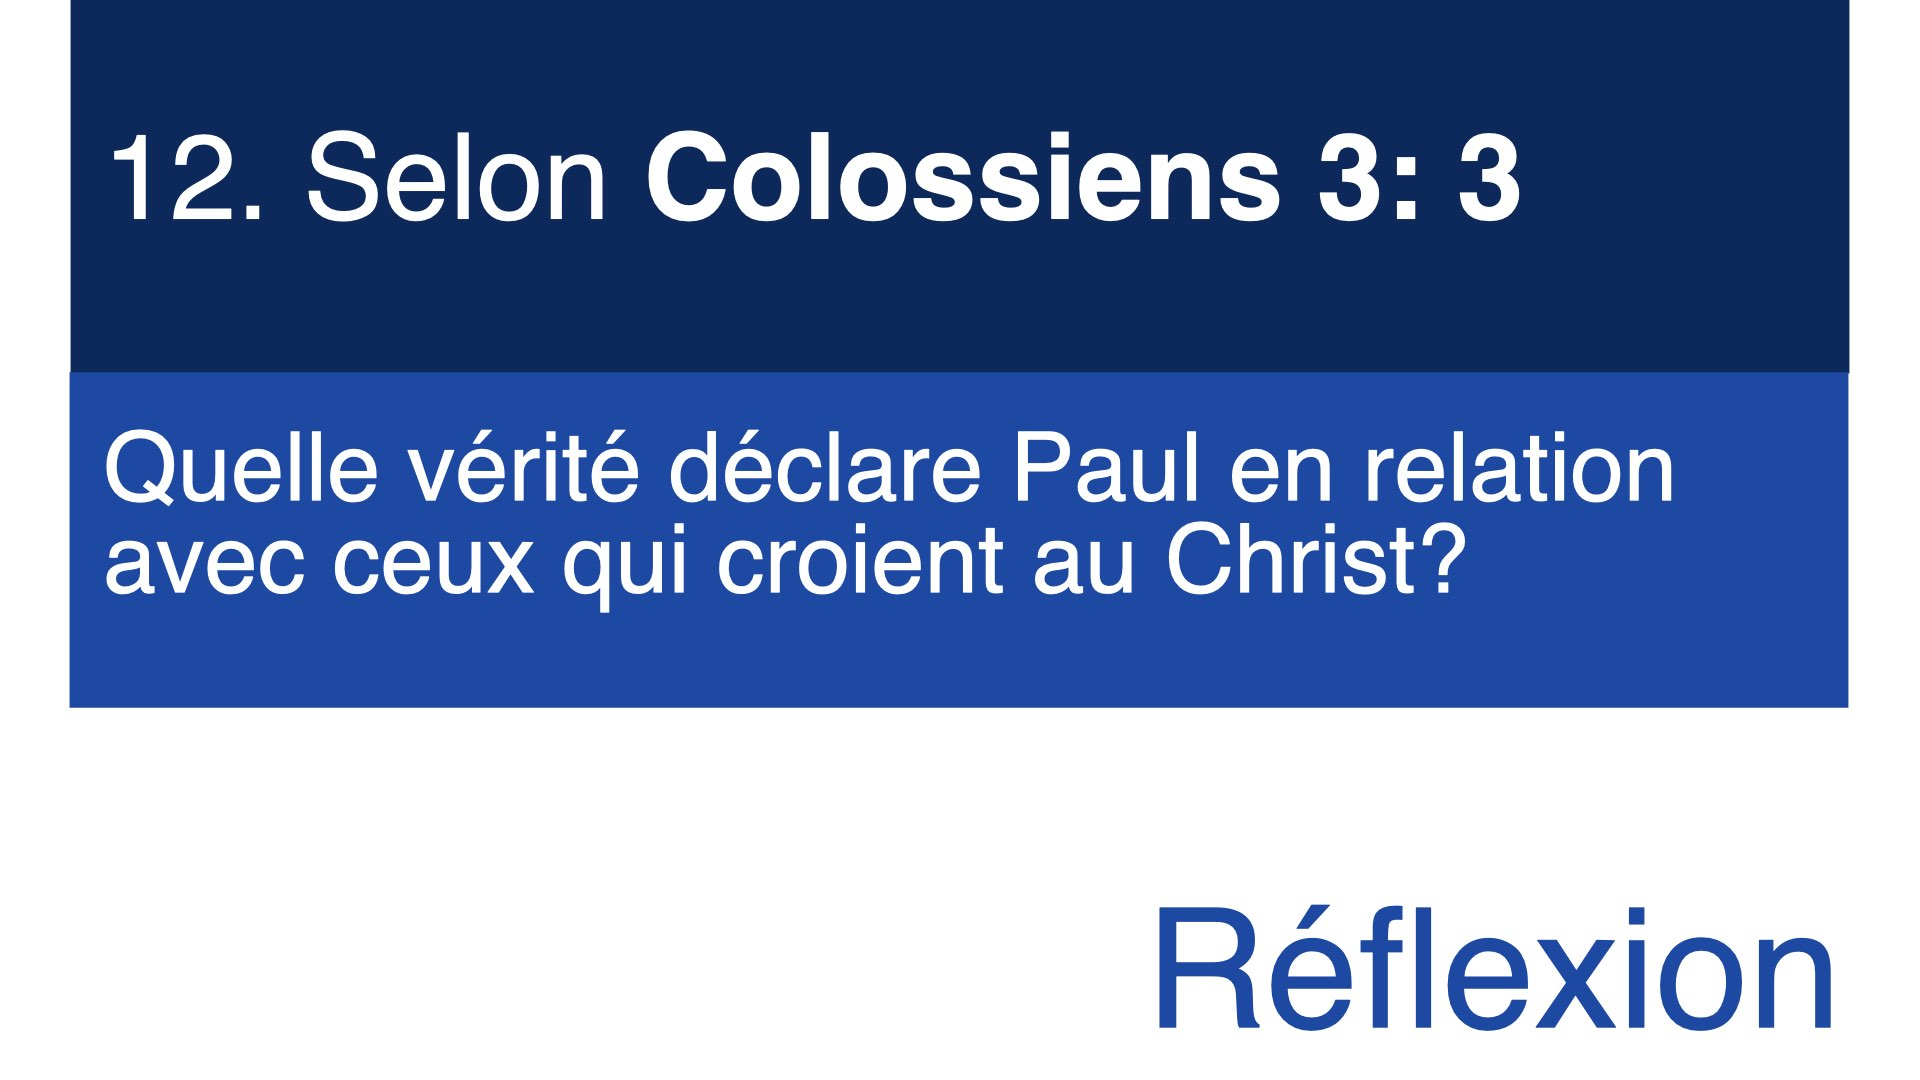 12. Selon Colossiens 3: 3
Quelle vérité déclare Paul en relation
avec ceux qui croient au Christ?
Réflexion